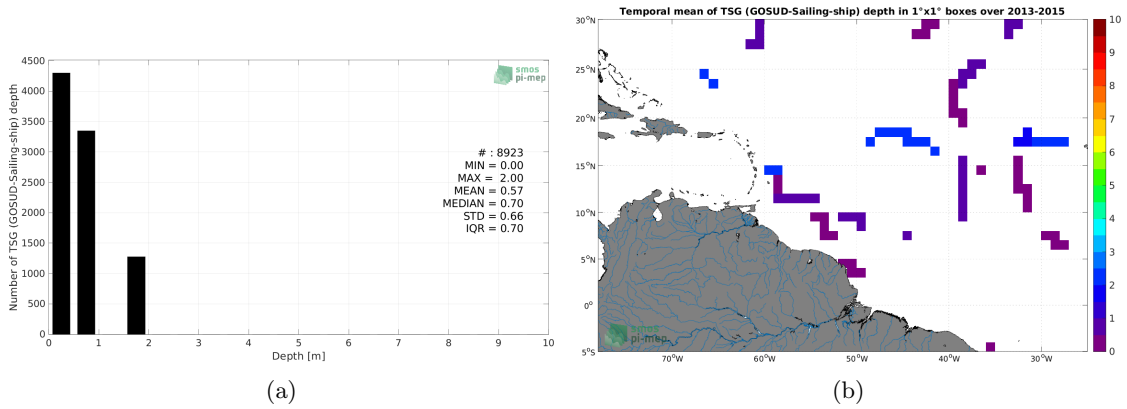 4500
4000
3500
3000
2500
2000
1500
1000
500
0
Number of TSG (GOSUD-Sailing-ship) depth
smos
pi-mep
# : 8923
MIN = 0.00
MAX = 2.00
MEAN = 0.57
MEDIAN = 0.70
STD = 0.66
IQR = 0.70
0 1 2 3 4 5 6 7 8 9 10
Depth [m]
(a)
Temporal mean of TSG (GOSUD-Sailing-ship) depth in 1°x1° boxes over 2013-2015
30°N
25°N
20°N
15°N
10°N
5°N
0°
5°S
70°W 60°W 50°W 40°W 30°W
smos
pi-mep
10
9
8
7
6
5
4
3
2
1
0
(b)